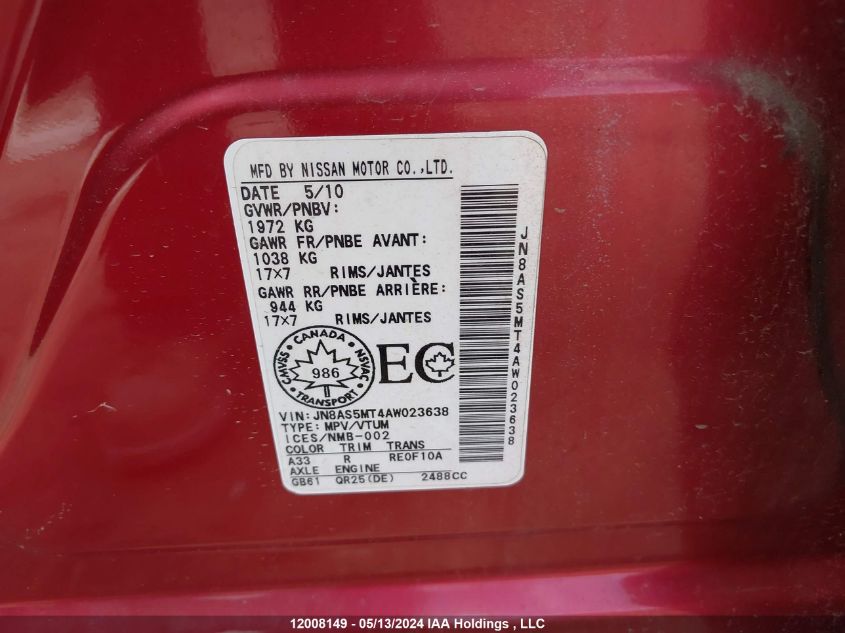 MFD BY NISSAN MOTOR CO.,LTD.
DATE 5/10
GVWR/PNBV:
1972 KG
GAWR FR/PNBE AVANT:
1038 KG
17×7 RIMS/JANTES
GAWR RR/PNBE ARRIÈRE:
944 KG
17×7 RIMS/JANTES
CANADA
CMVSS NSVAC
986
TRANSPORT
EC
VIN:JN8AS5MT4AW023638
TYPE:MPV/VTUM
ICES/NMB-002
COLOR TRIM TRANS
A33 R RE0F10A
AXLE ENGINE
GB61 QR25(DE) 2488CC
JN8AS5MT4AW023638
12008149 - 05/13/2024 IAA Holdings , LLC